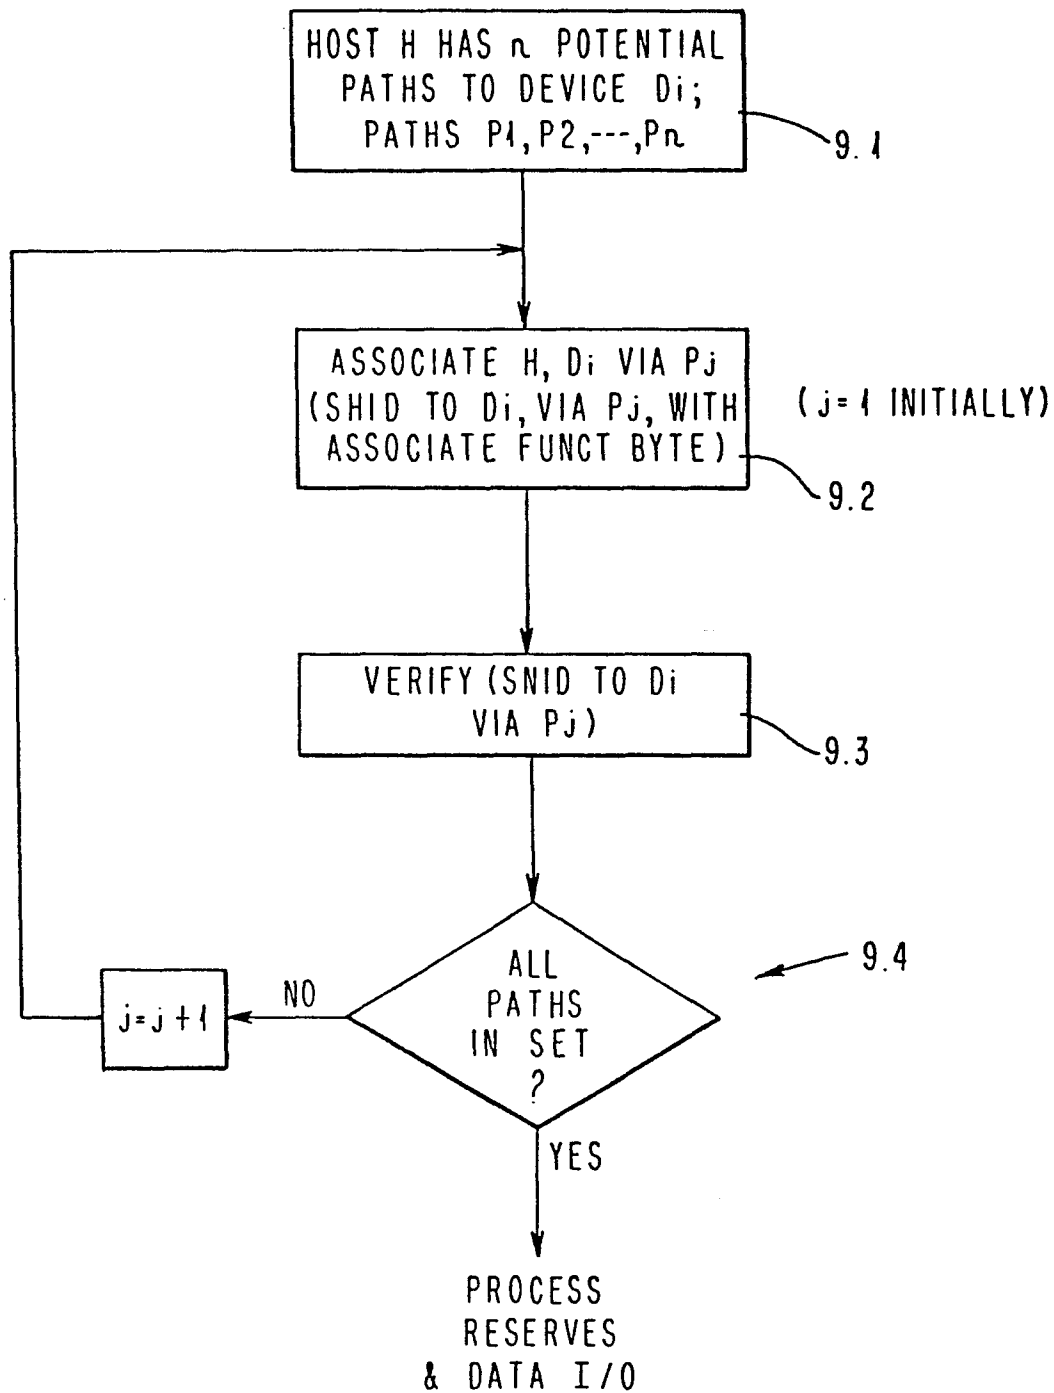 HOST H HAS n POTENTIAL
PATHS TO DEVICE Di;
PATHS P1, P2,---,Pn
9.1
ASSOCIATE H, Di VIA Pj
(SHID TO Di, VIA Pj, WITH
ASSOCIATE FUNCT BYTE)
(j=1 INITIALLY)
9.2
VERIFY (SNID TO Di
VIA Pj)
9.3
ALL
PATHS
IN SET
?
9.4
NO
j=j+1
YES
PROCESS
RESERVES
& DATA I/O